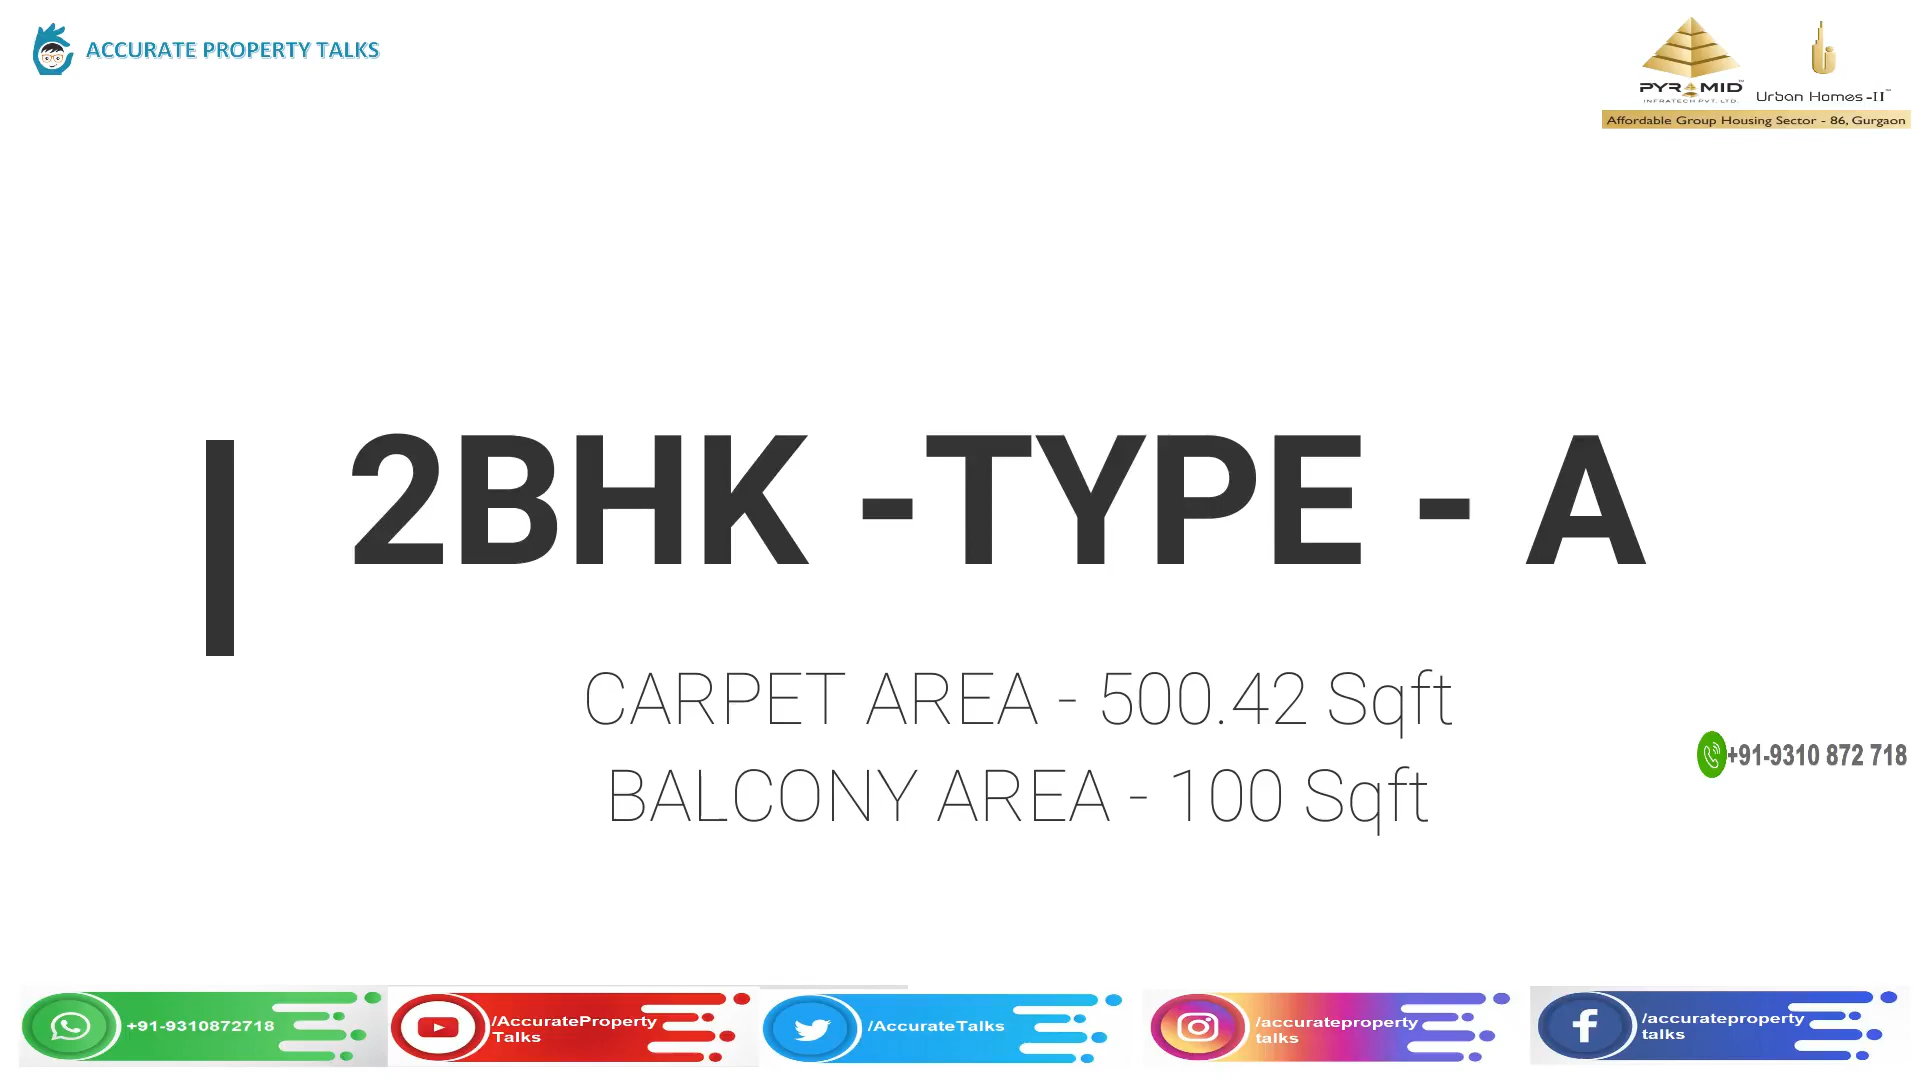 ACCURATE PROPERTY TALKS
PYRAMID
INFRATECH PVT. LTD.
Urban Homes-II
Affordable Group Housing Sector - 86, Gurgaon
2BHK -TYPE - A
CARPET AREA - 500.42 Sqft
BALCONY AREA - 100 Sqft
+91-9310 872 718
+91-9310872718
/AccurateProperty
Talks
/AccurateTalks
/accurateproperty
talks
/accurateproperty
talks